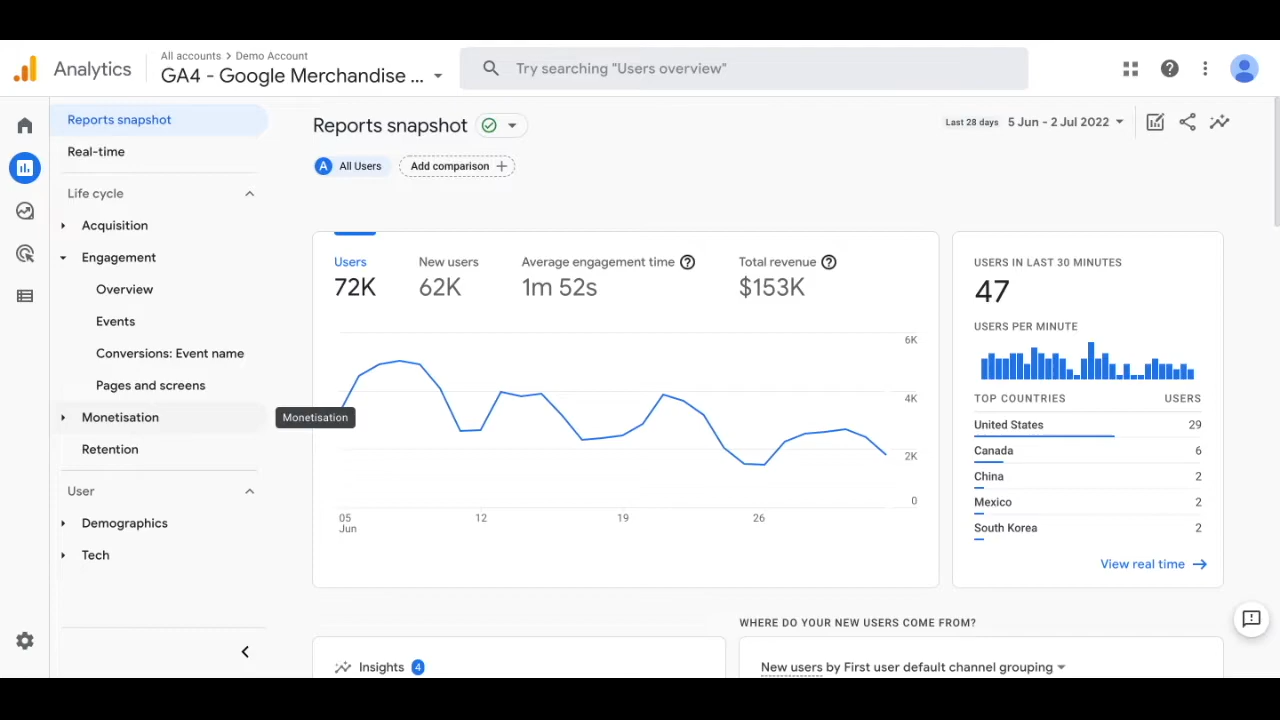 Analytics
All accounts > Demo Account
GA4 - Google Merchandise ...
Try searching "Users overview"
Reports snapshot
Real-time
Life cycle
Acquisition
Engagement
Overview
Events
Conversions: Event name
Pages and screens
Monetisation
Retention
User
Demographics
Tech
Monetisation
Reports snapshot
Last 28 days 5 Jun - 2 Jul 2022
A All Users
Add comparison +
Users
72K
New users
62K
Average engagement time
1m 52s
Total revenue
$153K
6K
4K
2K
0
05
Jun
12
19
26
USERS IN LAST 30 MINUTES
47
USERS PER MINUTE
TOP COUNTRIES USERS
United States 29
Canada 6
China 2
Mexico 2
South Korea 2
View real time
Insights 4
WHERE DO YOUR NEW USERS COME FROM?
New users by First user default channel grouping